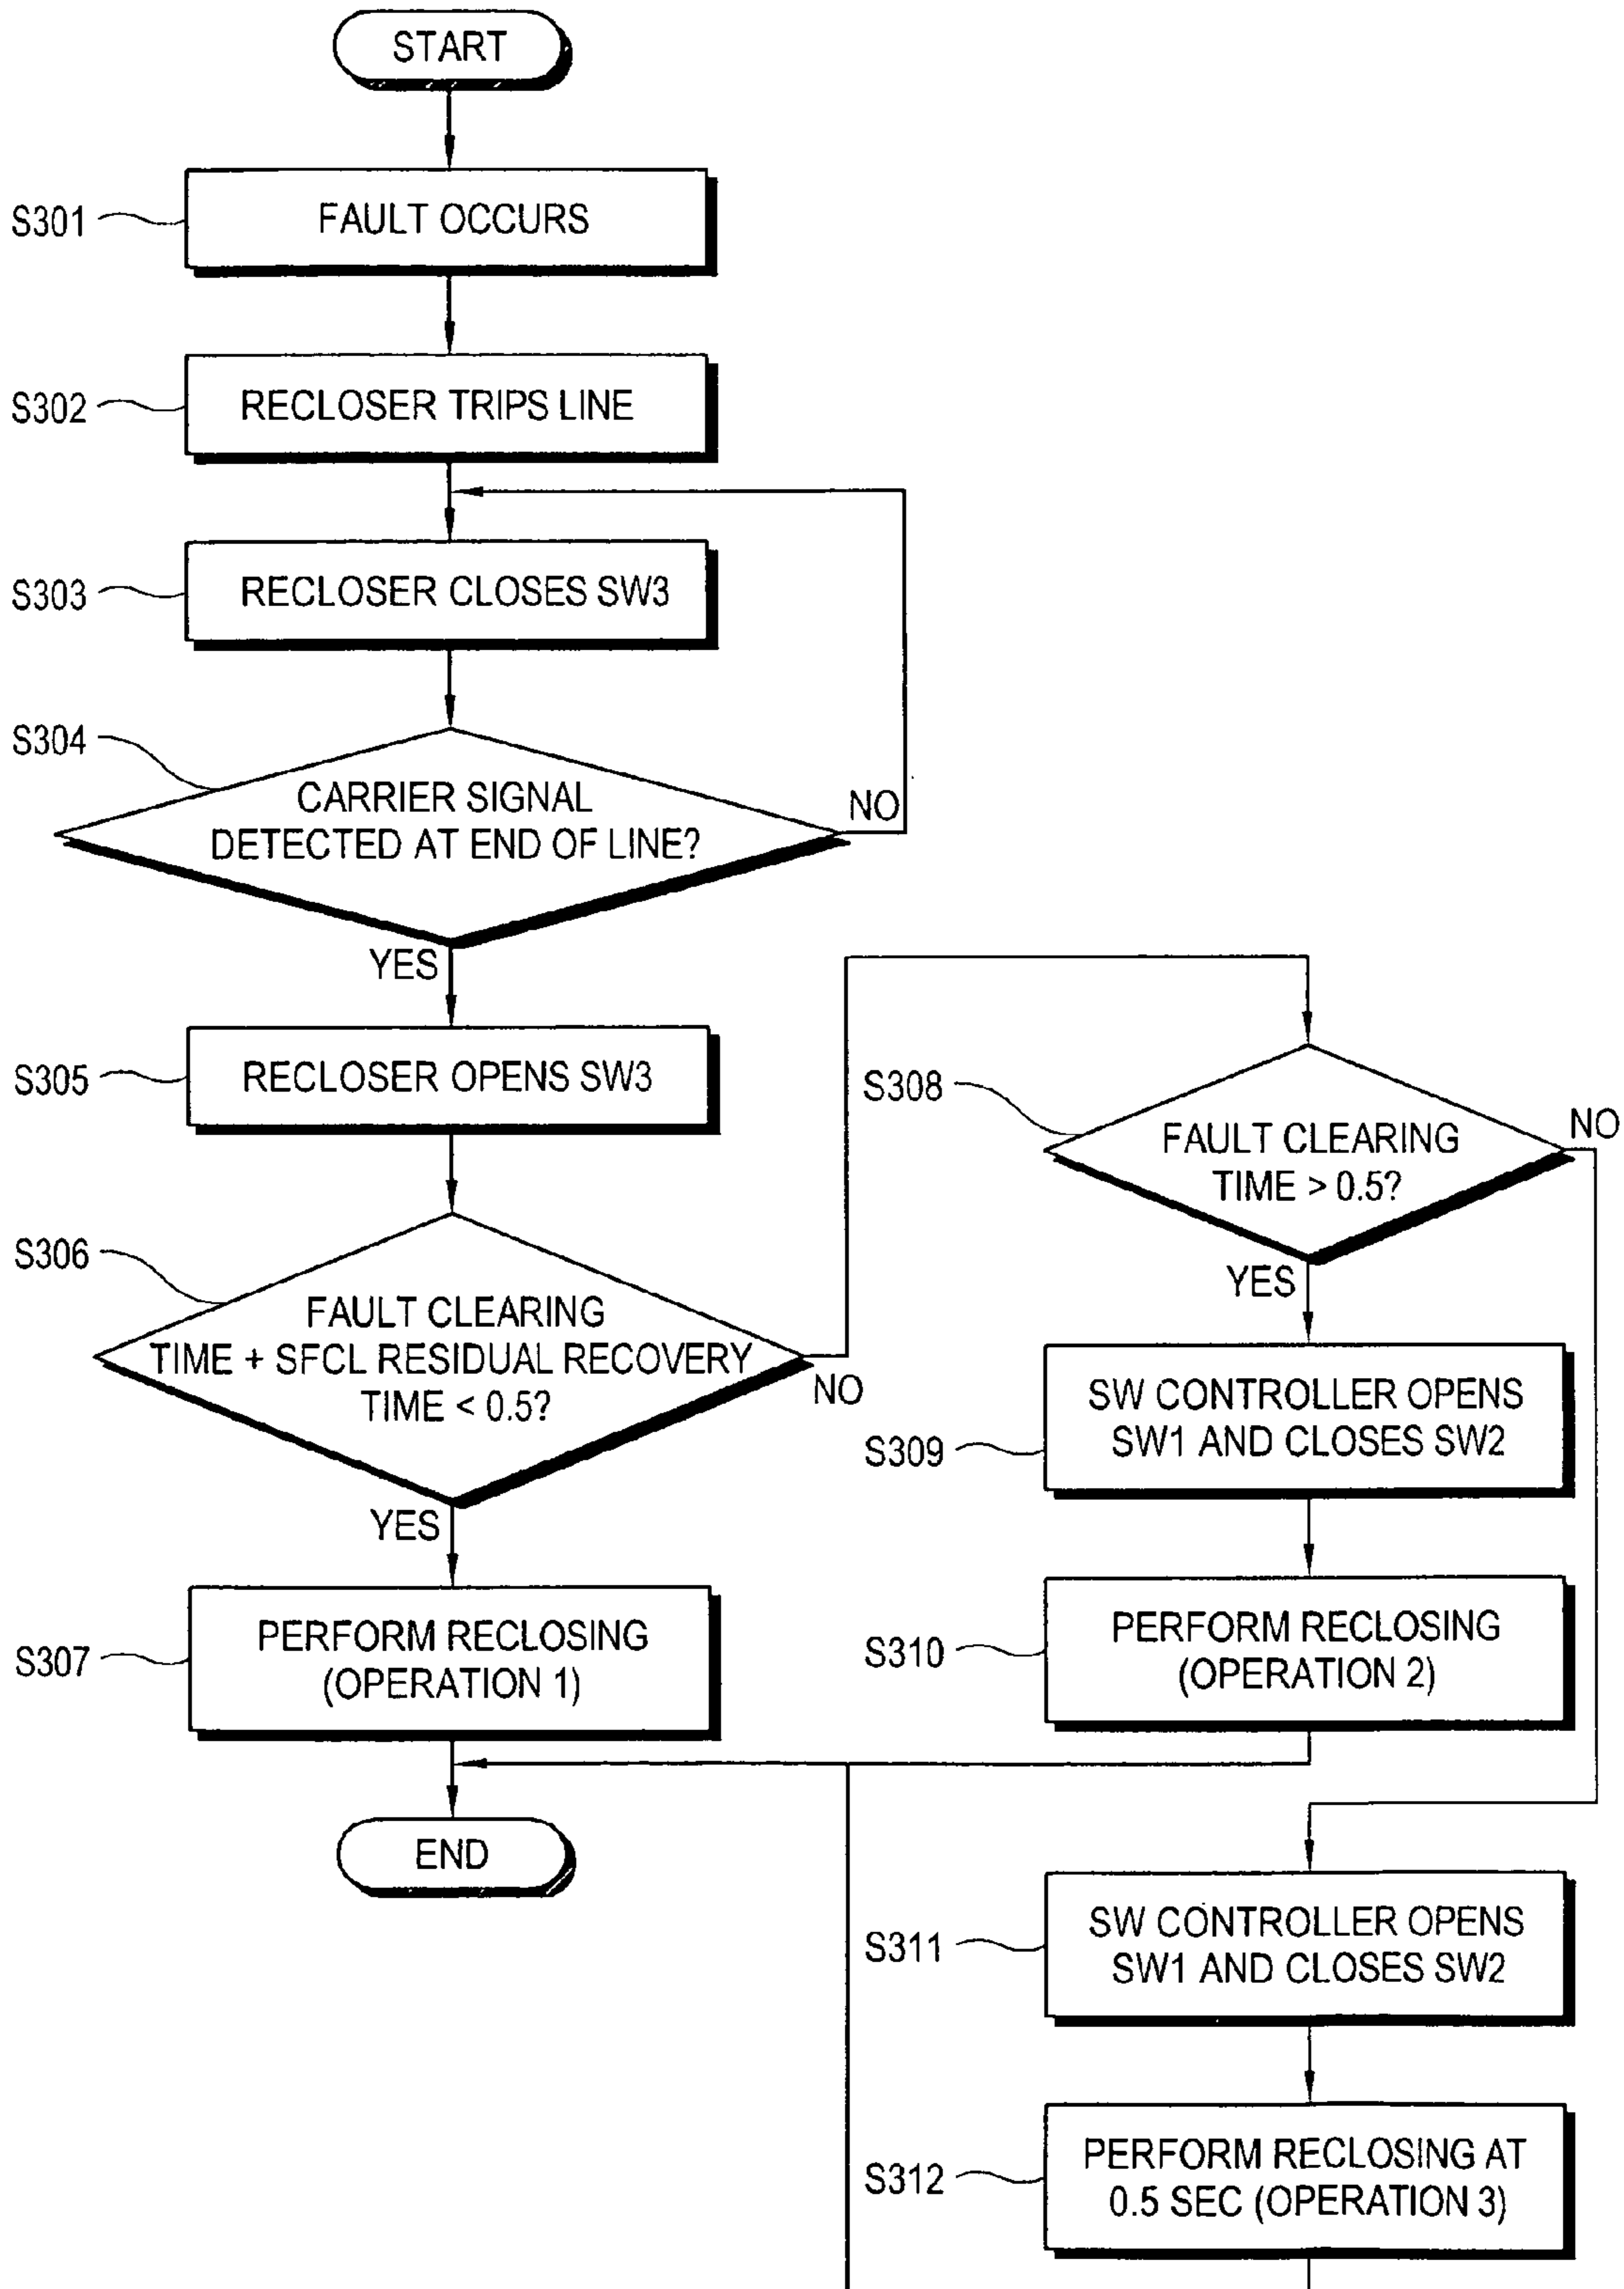 START
S301
FAULT OCCURS
S302
RECLOSER TRIPS LINE
S303
RECLOSER CLOSES SW3
S304
CARRIER SIGNAL
DETECTED AT END OF LINE?
NO
YES
S305
RECLOSER OPENS SW3
S306
FAULT CLEARING
TIME + SFCL RESIDUAL RECOVERY
TIME < 0.5?
NO
YES
S307
PERFORM RECLOSING
(OPERATION 1)
END
S308
FAULT CLEARING
TIME > 0.5?
NO
YES
S309
SW CONTROLLER OPENS
SW1 AND CLOSES SW2
S310
PERFORM RECLOSING
(OPERATION 2)
S311
SW CONTROLLER OPENS
SW1 AND CLOSES SW2
S312
PERFORM RECLOSING AT
0.5 SEC (OPERATION 3)